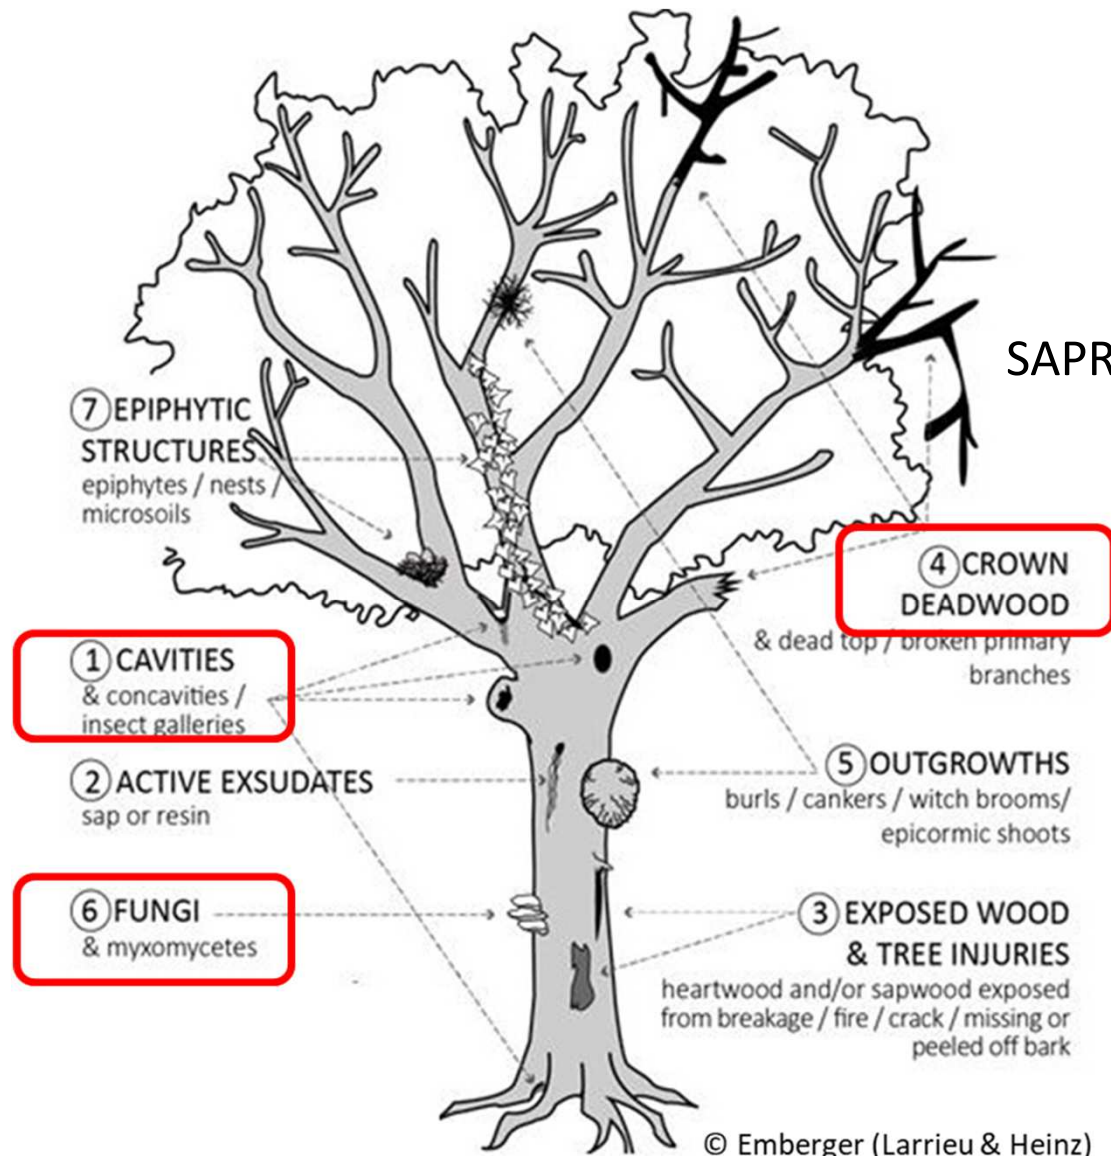 SAPR
7 EPIPHYTIC
STRUCTURES
epiphytes / nests /
microsoils
4 CROWN
DEADWOOD
& dead top / broken primary
branches
1 CAVITIES
& concavities /
insect galleries
2 ACTIVE EXSUDATES
sap or resin
5 OUTGROWTHS
burls / cankers / witch brooms/
epicormic shoots
6 FUNGI
& myxomycetes
3 EXPOSED WOOD
& TREE INJURIES
heartwood and/or sapwood exposed
from breakage / fire / crack / missing or
peeled off bark
© Emberger (Larrieu & Heinz)